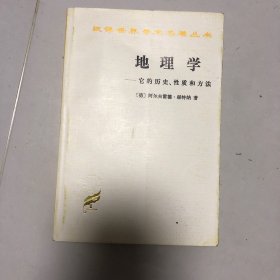 汉译世界学术名著丛书
地理学
——它的历史、性质和方法
〔德〕阿尔夫雷德·赫特纳 著